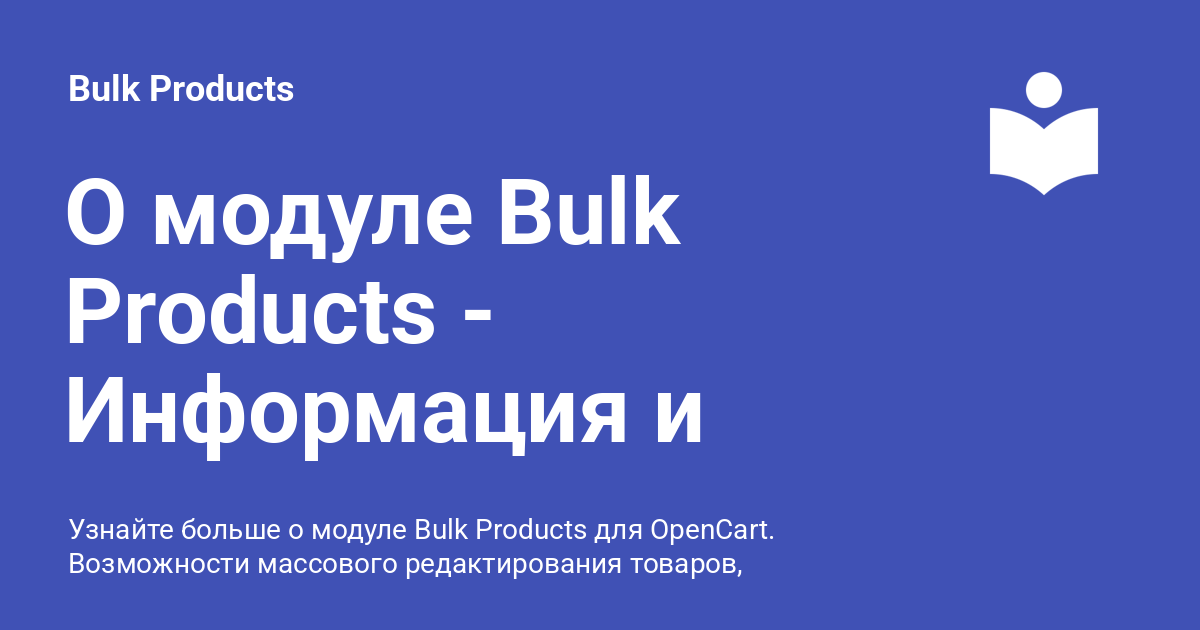 Bulk Products
О модуле Bulk
Products -
Информация и
Узнайте больше о модуле Bulk Products для OpenCart.
Возможности массового редактирования товаров,